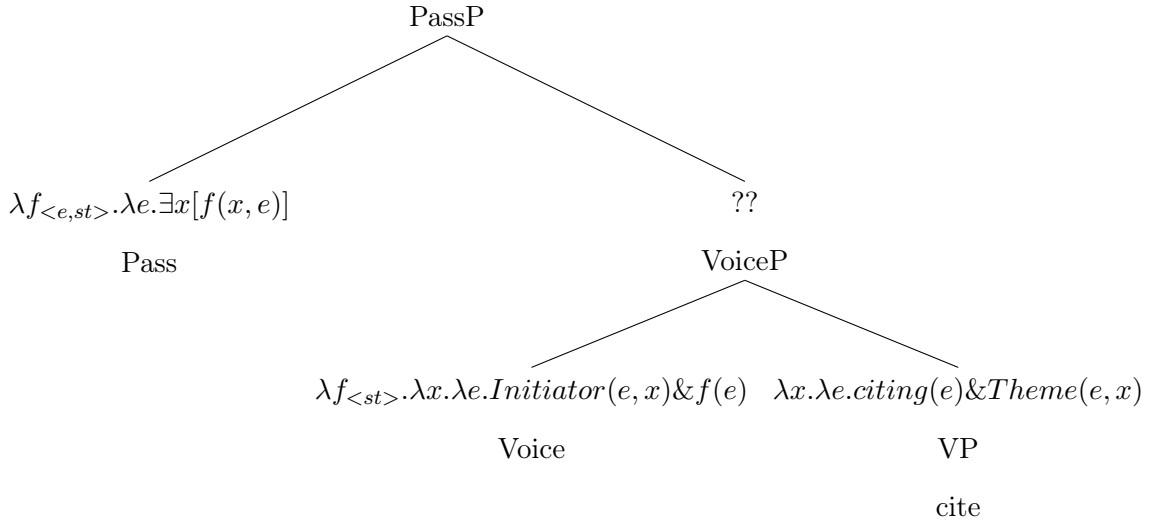 PassP
λf<e,st>.λe.∃x[f(x, e)]
??
Pass
VoiceP
λf<st>.λx.λe.Initiator(e, x)&f(e)
λx.λe.citing(e)&Theme(e, x)
Voice
VP
cite